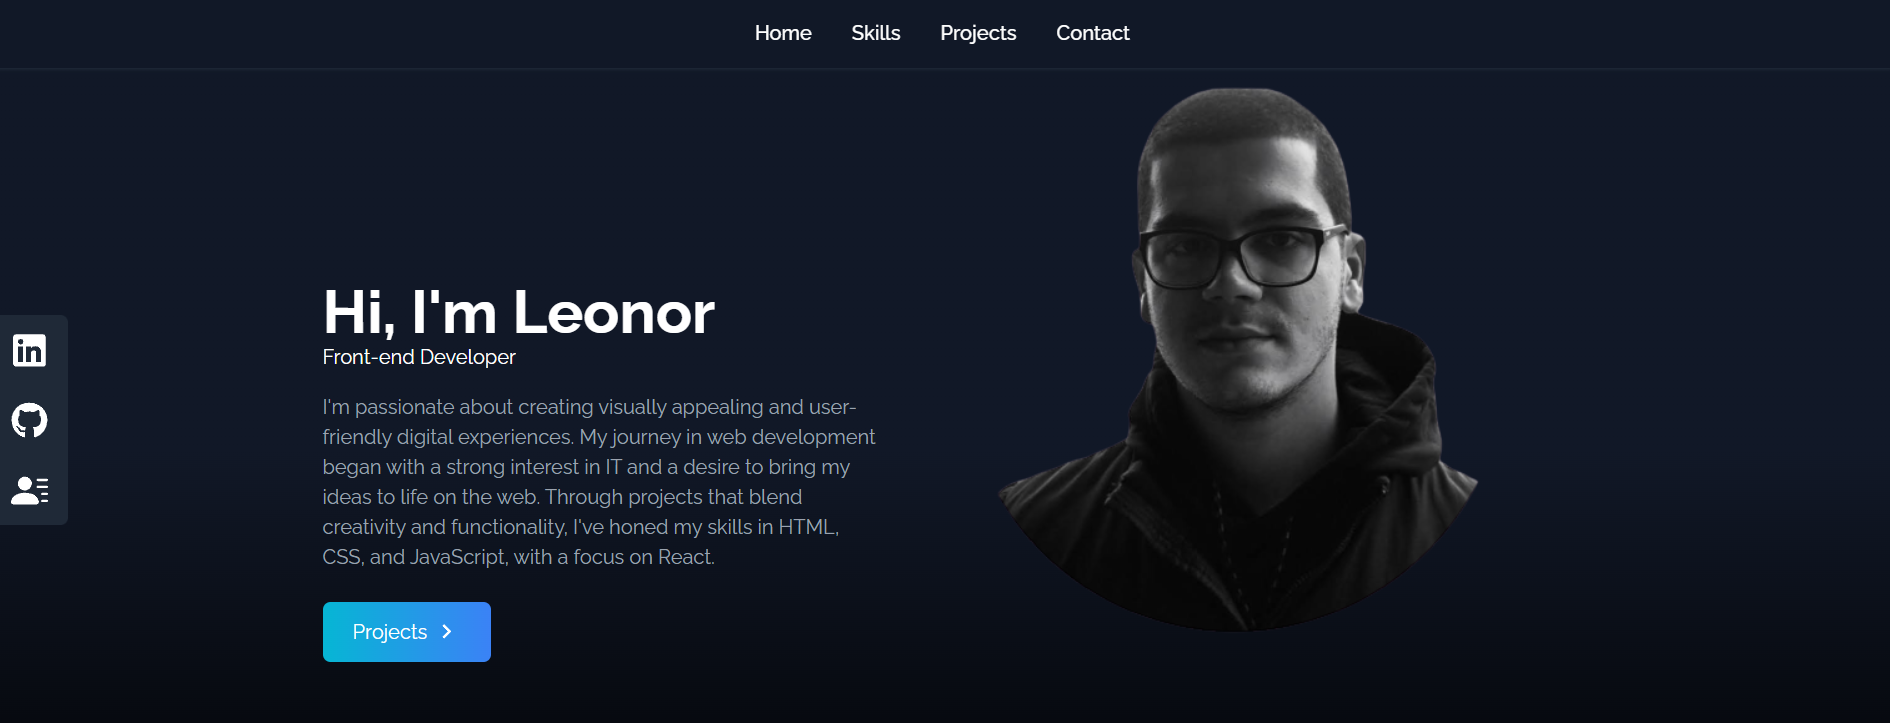 Home Skills Projects Contact
Hi, I'm Leonor
Front-end Developer
I'm passionate about creating visually appealing and user-
friendly digital experiences. My journey in web development
began with a strong interest in IT and a desire to bring my
ideas to life on the web. Through projects that blend
creativity and functionality, I've honed my skills in HTML,
CSS, and JavaScript, with a focus on React.
in
Projects